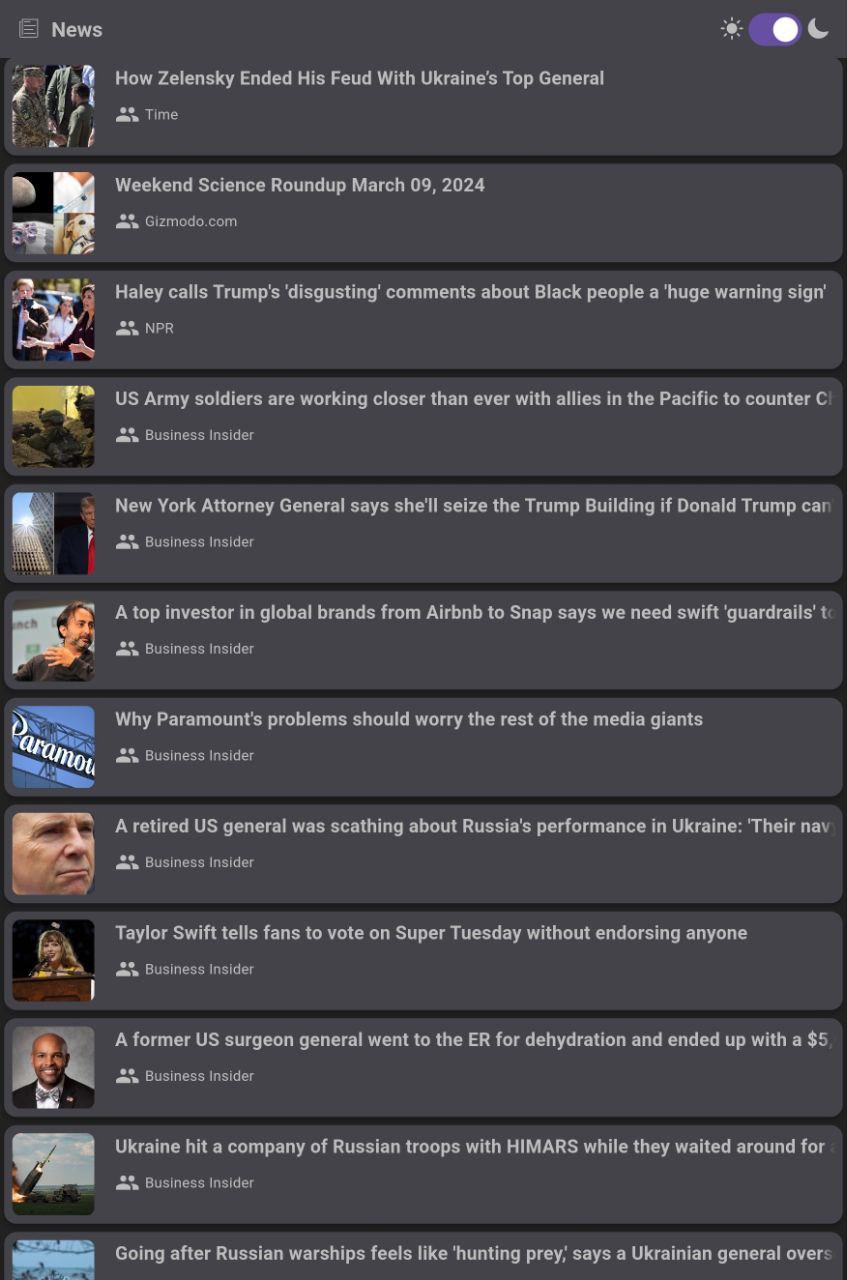 News
How Zelensky Ended His Feud With Ukraine’s Top General
Time
Weekend Science Roundup March 09, 2024
Gizmodo.com
Haley calls Trump's 'disgusting' comments about Black people a 'huge warning sign'
NPR
US Army soldiers are working closer than ever with allies in the Pacific to counter
Business Insider
New York Attorney General says she'll seize the Trump Building if Donald Trump can'
Business Insider
A top investor in global brands from Airbnb to Snap says we need swift 'guardrails' to
Business Insider
Why Paramount's problems should worry the rest of the media giants
Business Insider
A retired US general was scathing about Russia's performance in Ukraine: 'Their navy
Business Insider
Taylor Swift tells fans to vote on Super Tuesday without endorsing anyone
Business Insider
A former US surgeon general went to the ER for dehydration and ended up with a $5,
Business Insider
Ukraine hit a company of Russian troops with HIMARS while they waited around for a
Business Insider
Going after Russian warships feels like 'hunting prey,' says a Ukrainian general overs